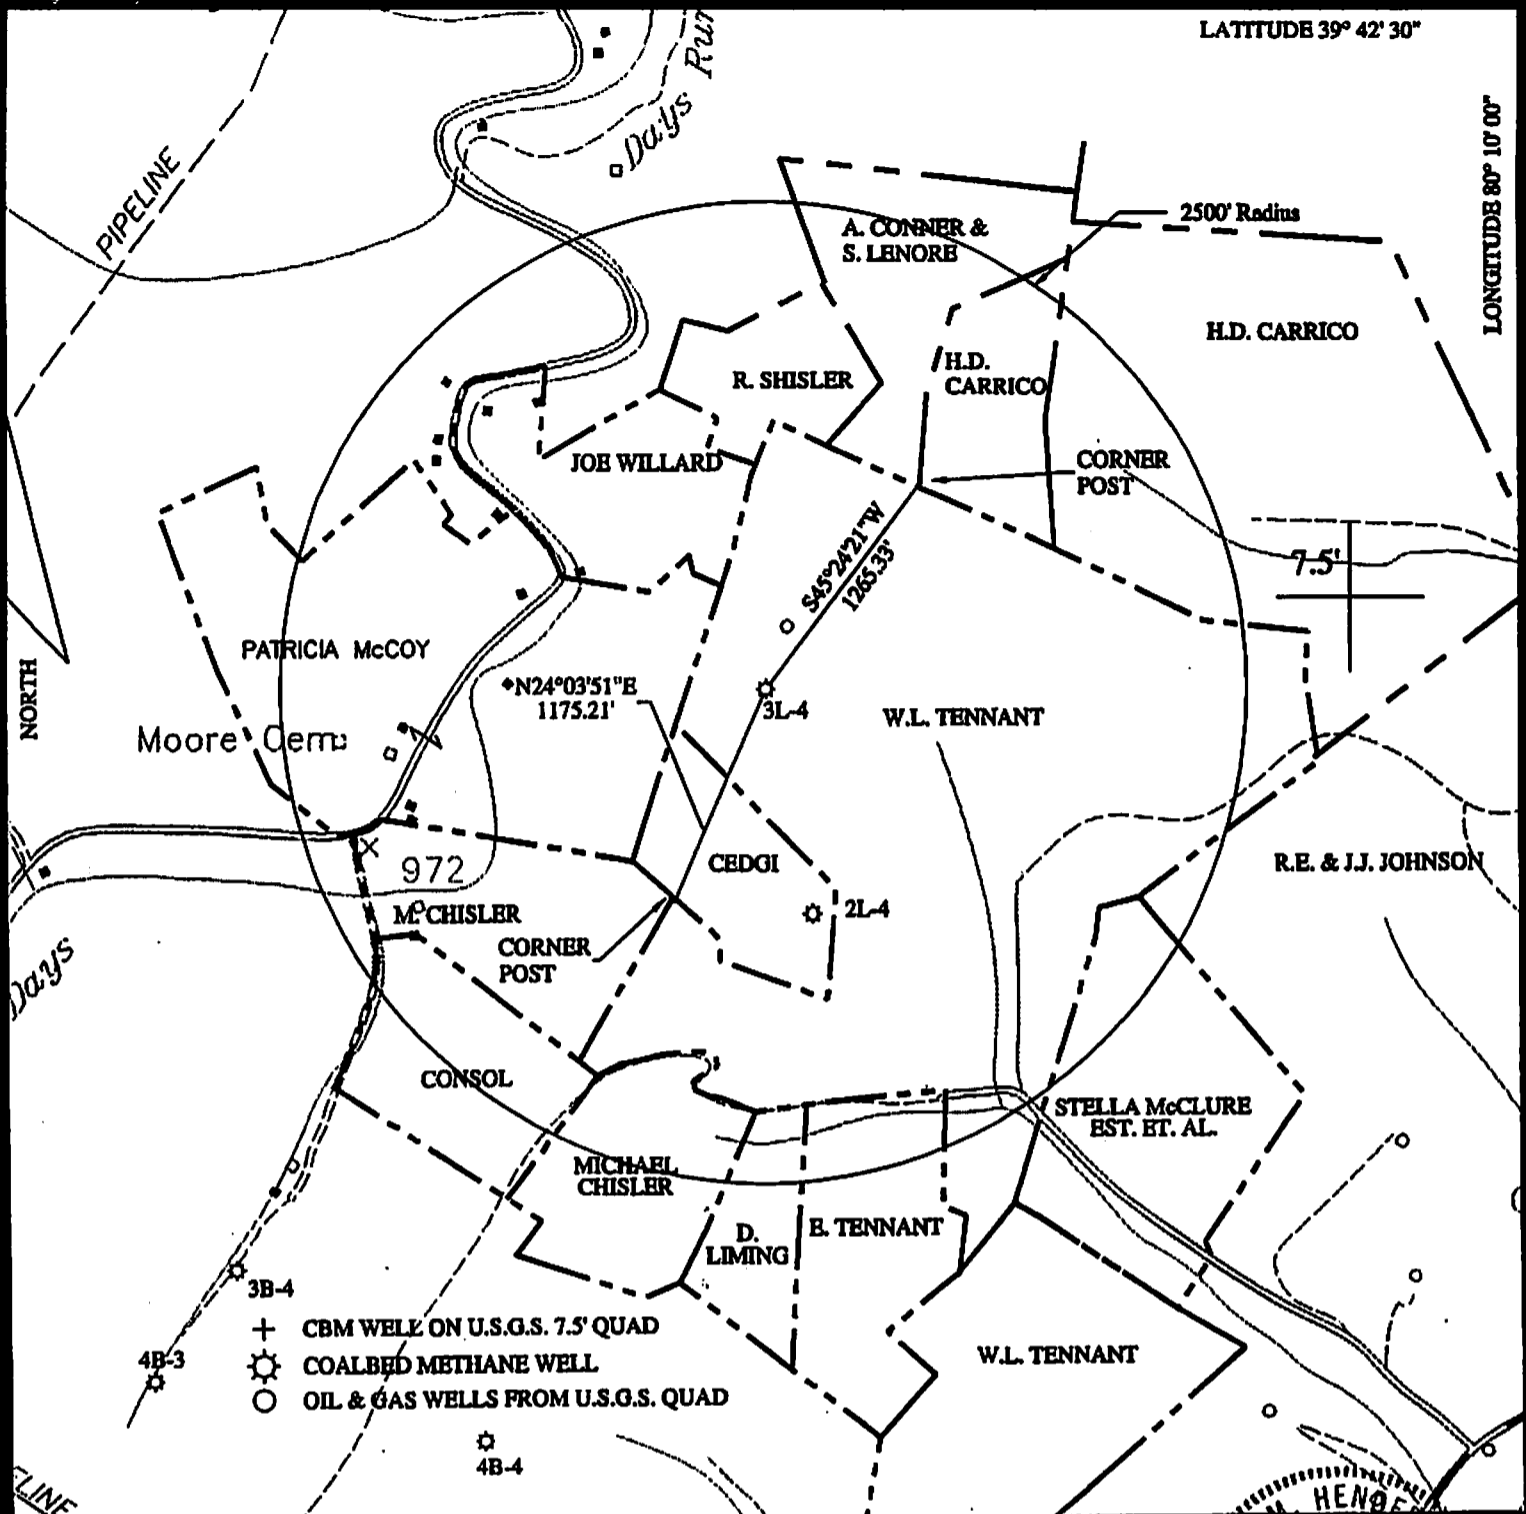 LATITUDE 39° 42' 30"
LONGITUDE 80° 10' 00"
Days Run
PIPELINE
2500' Radius
A. CONNER &
S. LENORE
H.D. CARRICO
H.D.
CARRICO
R. SHISLER
JOE WILLARD
CORNER
POST
S45°24'21"W
1265.33'
7.5'
PATRICIA McCOY
NORTH
N24°03'51"E
1175.21'
3L-4
W.L. TENNANT
Moore Cem
CEDGI
R.E. & J.J. JOHNSON
972
2L-4
M. CHISLER
CORNER
POST
Days
CONSOL
STELLA McCLURE
EST. ET. AL.
MICHAEL
CHISLER
D.
LIMING
E. TENNANT
3B-4
CBM WELL ON U.S.G.S. 7.5' QUAD
4B-3
COALBED METHANE WELL
W.L. TENNANT
OIL & GAS WELLS FROM U.S.G.S. QUAD
4B-4
ELINE
M. HENDE